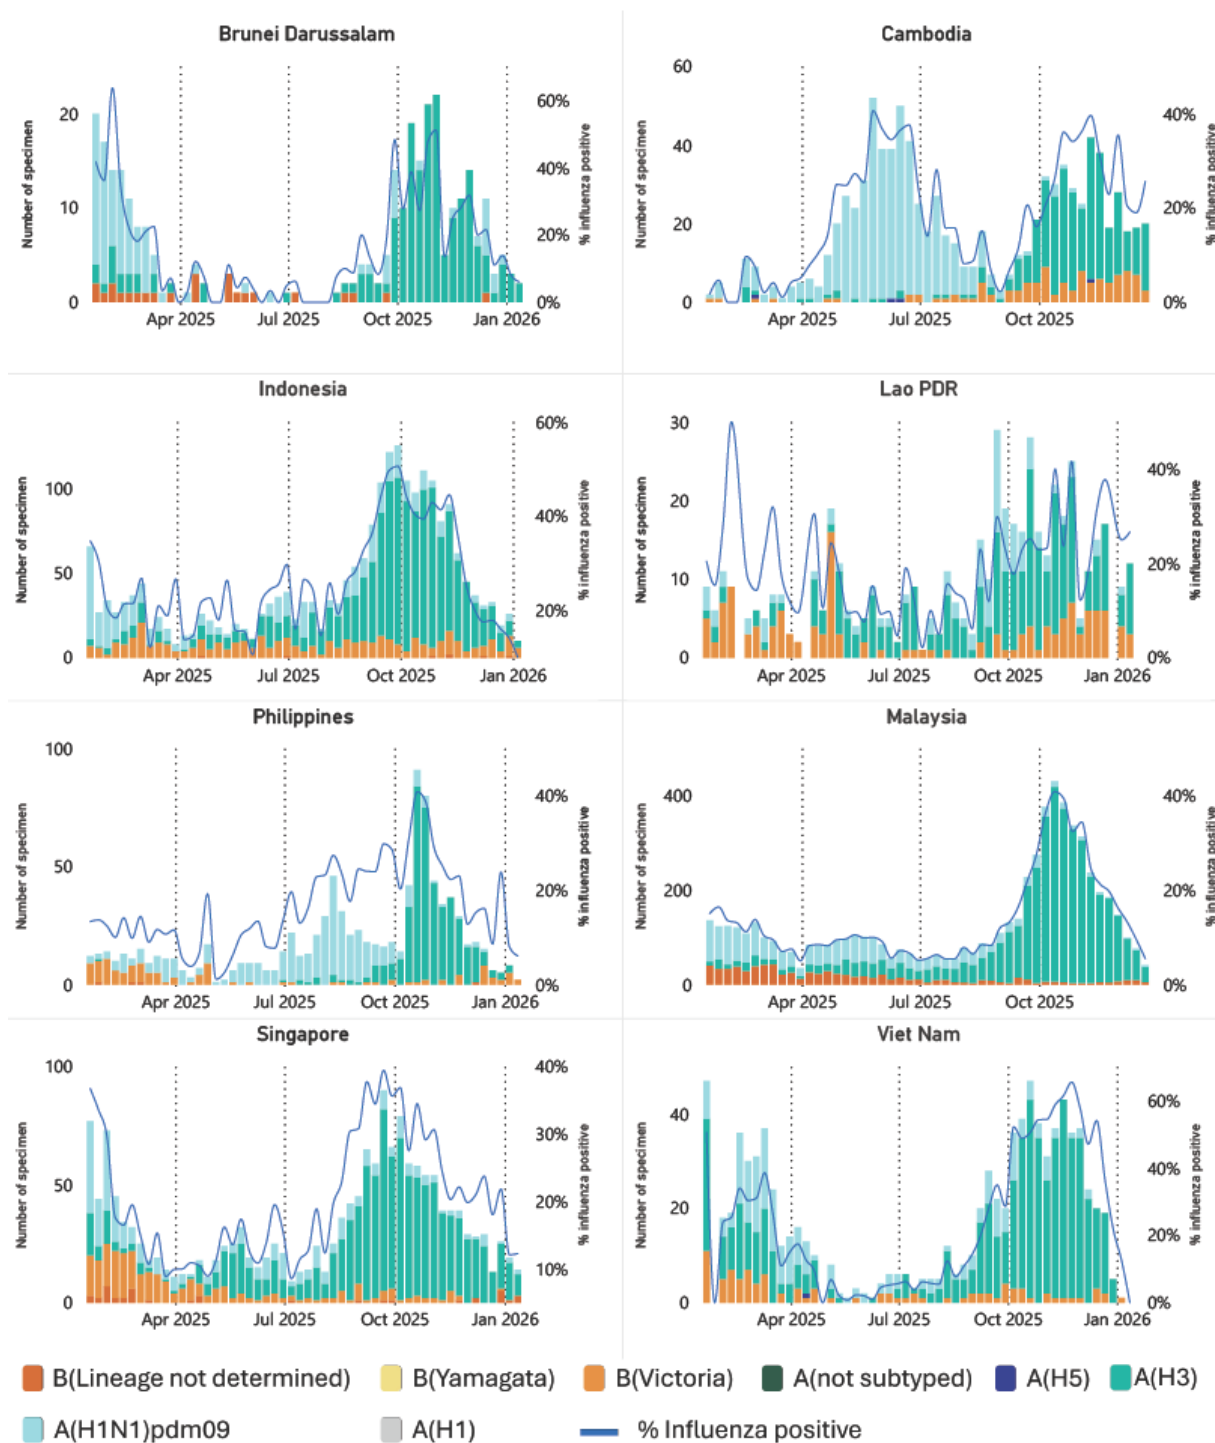 Brunei Darussalam
Number of specimen
20
10
0
60%
40%
20%
0%
% influenza positive
Apr 2025 Jul 2025 Oct 2025 Jan 2026
Cambodia
Number of specimen
60
40
20
0
40%
20%
0%
% influenza positive
Apr 2025 Jul 2025 Oct 2025
Indonesia
Number of specimen
100
50
0
60%
40%
20%
% influenza positive
Apr 2025 Jul 2025 Oct 2025 Jan 2026
Lao PDR
Number of specimen
30
20
10
0
40%
20%
0%
% influenza positive
Apr 2025 Jul 2025 Oct 2025 Jan 2026
Philippines
Number of specimen
100
50
0
40%
20%
0%
% influenza positive
Apr 2025 Jul 2025 Oct 2025 Jan 2026
Malaysia
Number of specimen
400
200
0
40%
20%
0%
% influenza positive
Apr 2025 Jul 2025 Oct 2025
Singapore
Number of specimen
100
50
0
40%
30%
20%
10%
% influenza positive
Apr 2025 Jul 2025 Oct 2025 Jan 2026
Viet Nam
Number of specimen
40
20
0
60%
40%
20%
0%
% influenza positive
Apr 2025 Jul 2025 Oct 2025 Jan 2026
B(Lineage not determined) B(Yamagata) B(Victoria) A(not subtyped) A(H5) A(H3)
A(H1N1)pdm09 A(H1) % Influenza positive